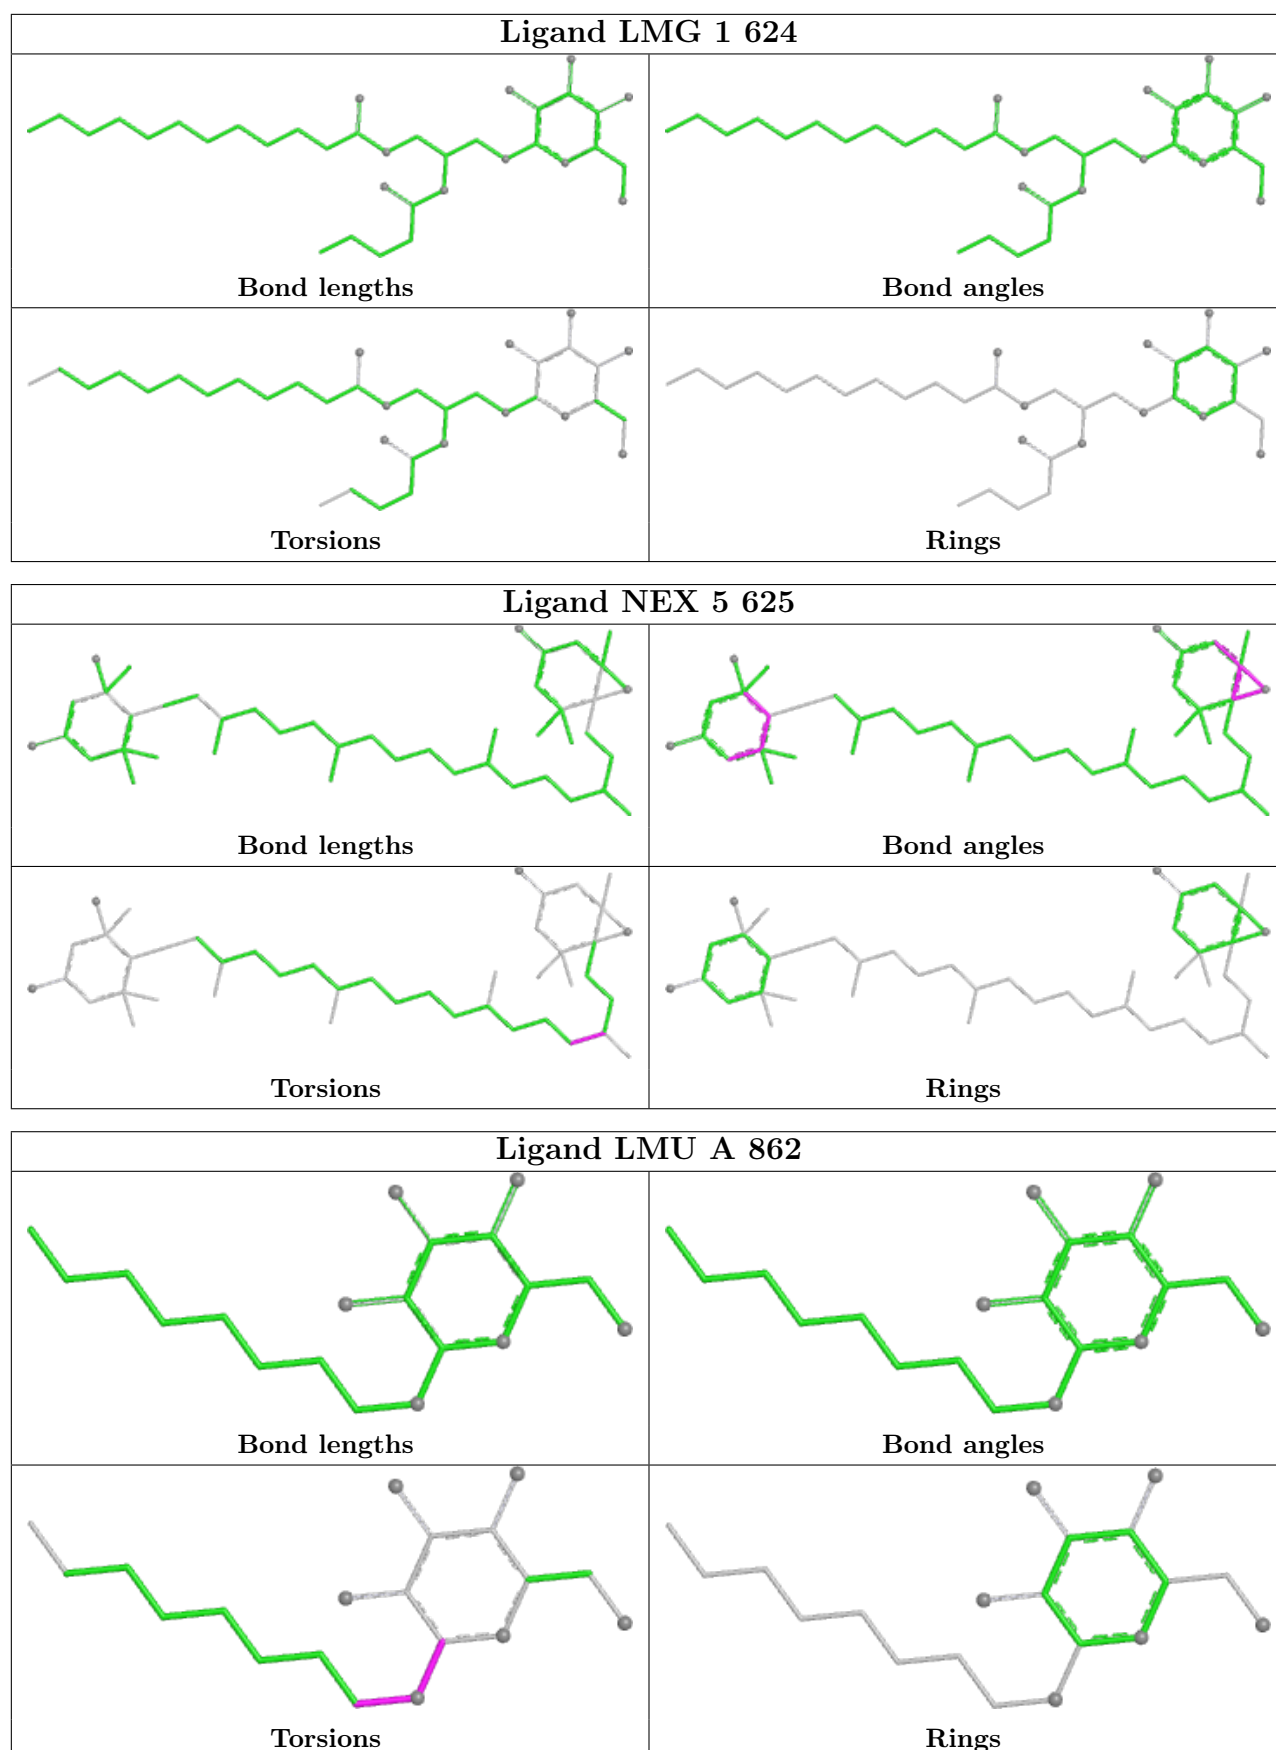 Ligand LMG 1 624
Bond lengths
Bond angles
Torsions
Rings
Ligand NEX 5 625
Bond lengths
Bond angles
Torsions
Rings
Ligand LMU A 862
Bond lengths
Bond angles
Torsions
Rings